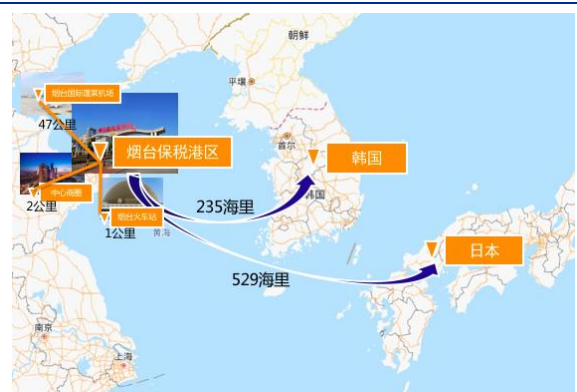 朝鲜
平壤
烟台国际蓬莱机场
47公里
烟台保税港区
首尔
韩国
中心商圈
2公里
烟台火车站
1公里
黄海
235海里
韩国
日本
529海里
南京
上海